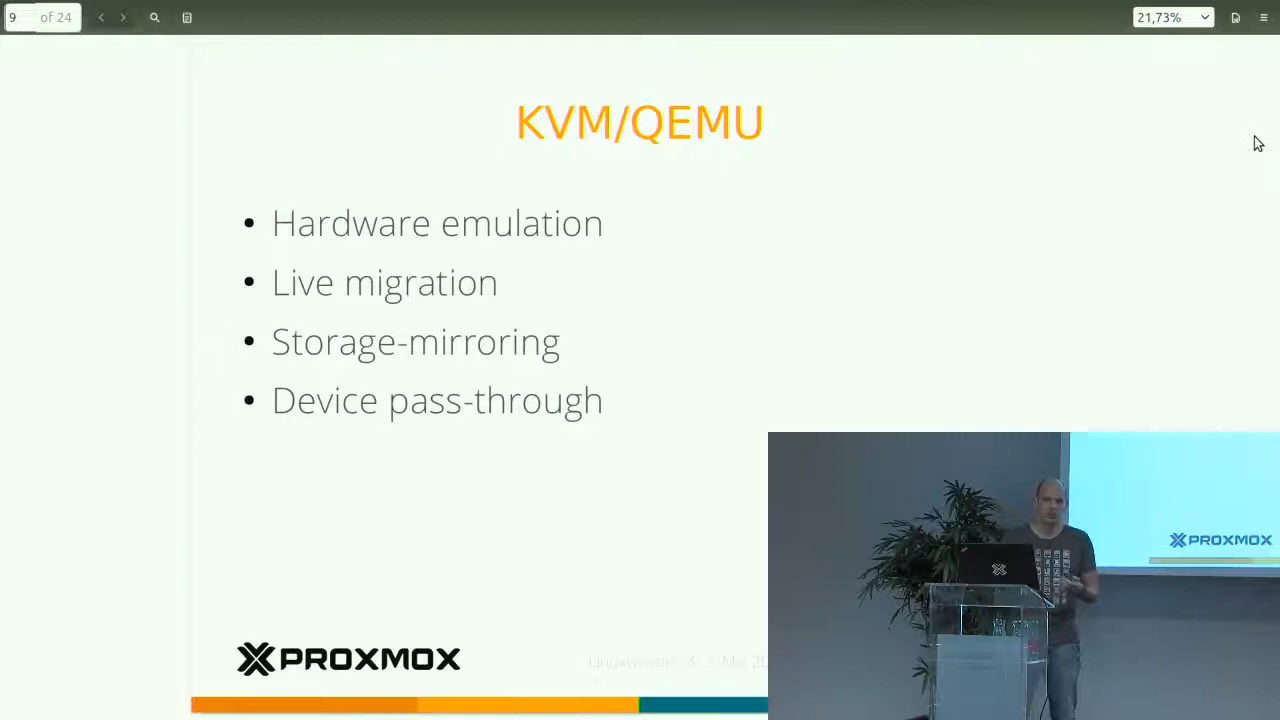 9 of 24
21,73%
KVM/QEMU
• Hardware emulation
• Live migration
• Storage-mirroring
• Device pass-through
PROXMOX
PROXMOX